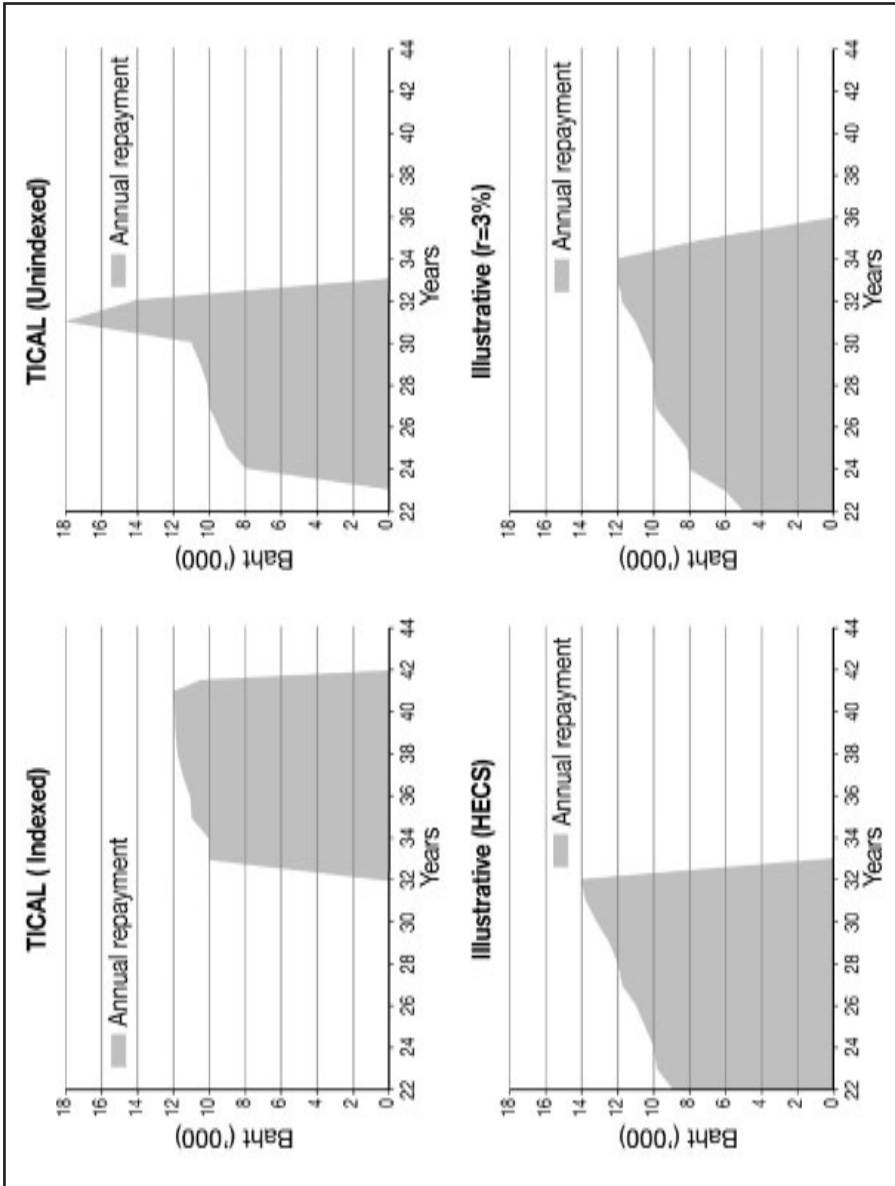 TICAL ( Indexed)
Annual repayment
Baht ('000)
18
16
14
12
10
8
6
4
2
0
22 24 26 28 30 32 34 36 38 40 42 44
Years
TICAL (Unindexed)
Annual repayment
Baht ('000)
18
16
14
12
10
8
6
4
2
0
22 24 26 28 30 32 34 36 38 40 42 44
Years
Illustrative (HECS)
Annual repayment
Baht ('000)
18
16
14
12
10
8
6
4
2
0
22 24 26 28 30 32 34 36 38 40 42 44
Years
Illustrative (r=3%)
Annual repayment
Baht ('000)
18
16
14
12
10
8
6
4
2
0
22 24 26 28 30 32 34 36 38 40 42 44
Years